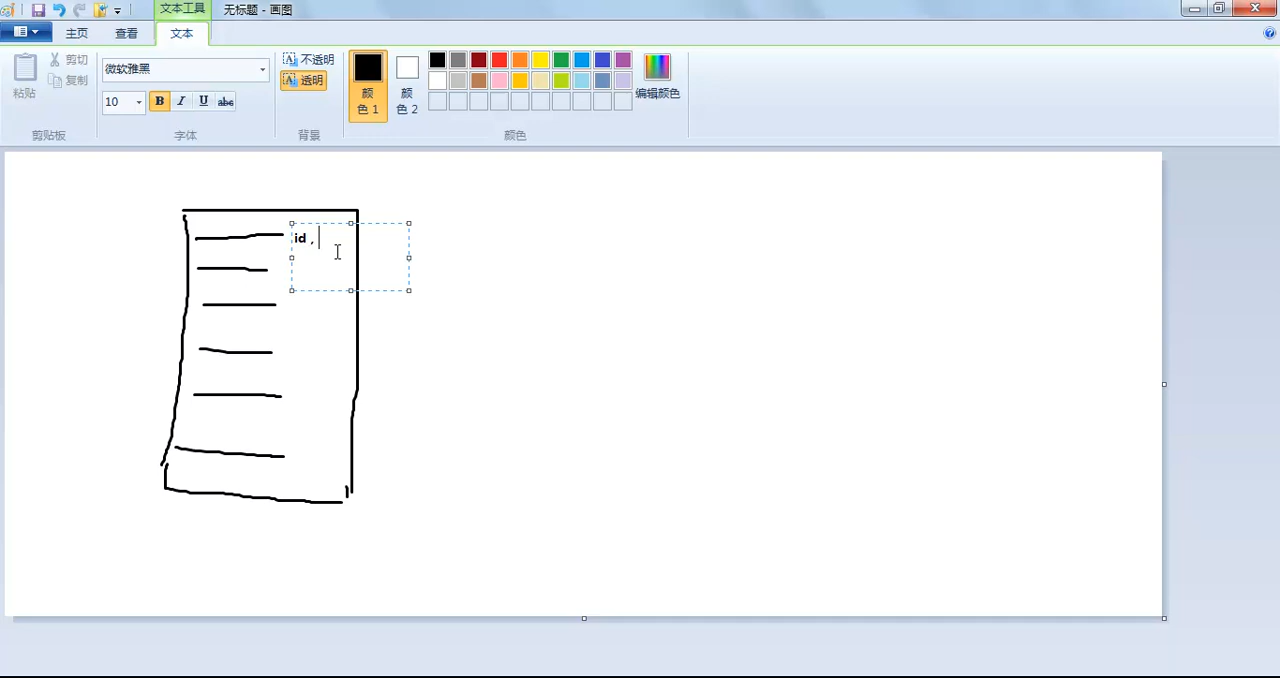 文本工具
无标题 - 画图
主页
查看
文本
粘贴
剪切
复制
剪贴板
微软雅黑
10
B I U abc
字体
A 不透明
A 透明
背景
颜
色 1
颜
色 2
编辑颜色
颜色
id ,